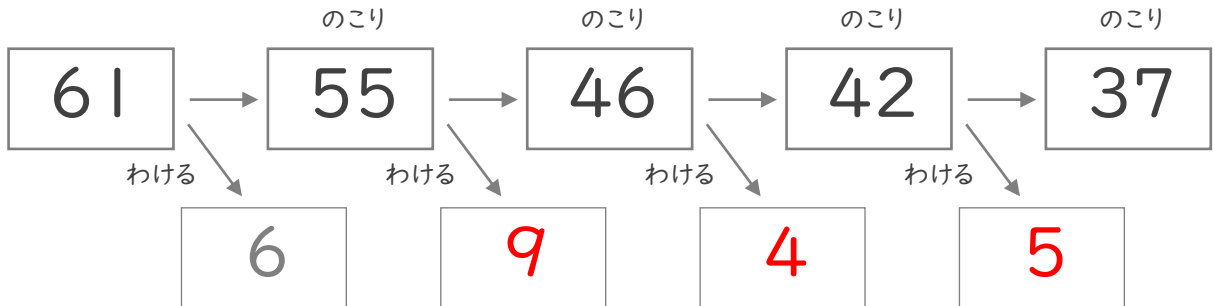 のこり のこり のこり のこり
61 55 46 42 37
わける わける わける わける
6 9 4 5